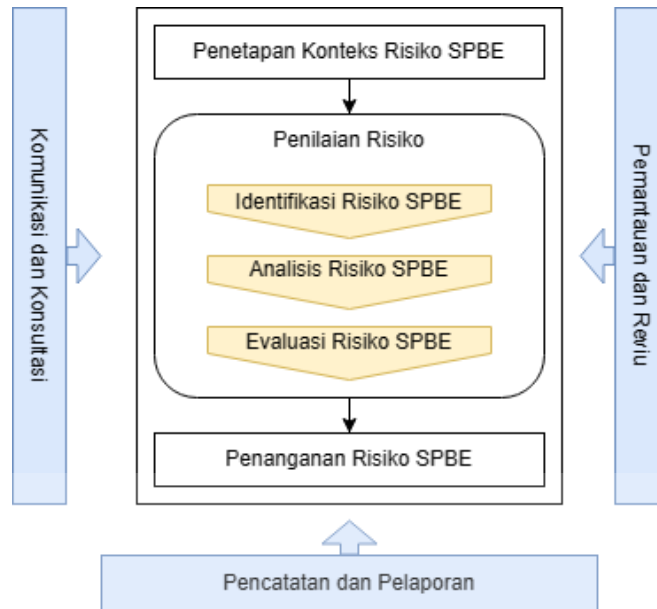 Penetapan Konteks Risiko SPBE
Penilaian Risiko
Identifikasi Risiko SPBE
Analisis Risiko SPBE
Evaluasi Risiko SPBE
Penanganan Risiko SPBE
Komunikasi dan Konsultasi
Pemantauan dan Reviu
Pencatatan dan Pelaporan